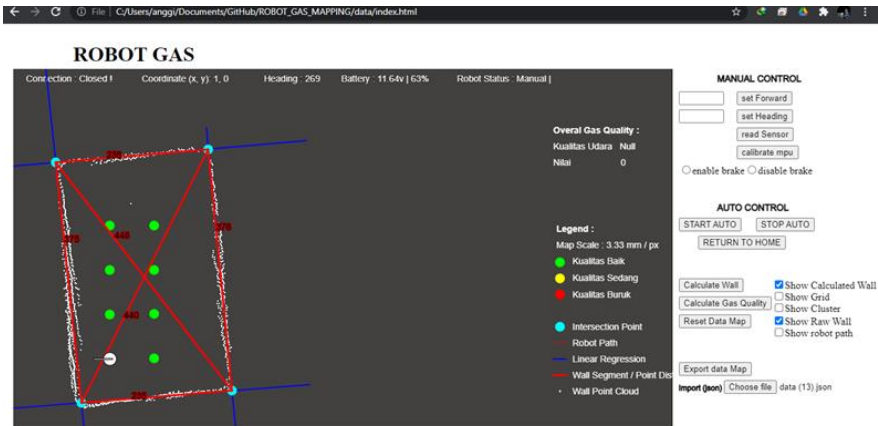 File | C:/Users/anggi/Documents/GitHub/ROBOT_GAS_MAPPING/data/index.html
ROBOT GAS
Connection : Closed ! Coordinate (x, y): 1, 0 Heading : 269 Battery : 11.64v | 63% Robot Status : Manual |
Overal Gas Quality :
Kualitas Udara Null
Nilai 0
Legend :
Map Scale : 3.33 mm / px
Kualitas Baik
Kualitas Sedang
Kualitas Buruk
Intersection Point
Robot Path
Linear Regression
Wall Segment / Point Dis
Wall Point Cloud
446
440
MANUAL CONTROL
set Forward
set Heading
read Sensor
calibrate mpu
enable brake disable brake
AUTO CONTROL
START AUTO STOP AUTO
RETURN TO HOME
Calculate Wall
Calculate Gas Quality
Reset Data Map
Show Calculated Wall
Show Grid
Show Cluster
Show Raw Wall
Show robot path
Export data Map
Import (json) Choose file data (13).json